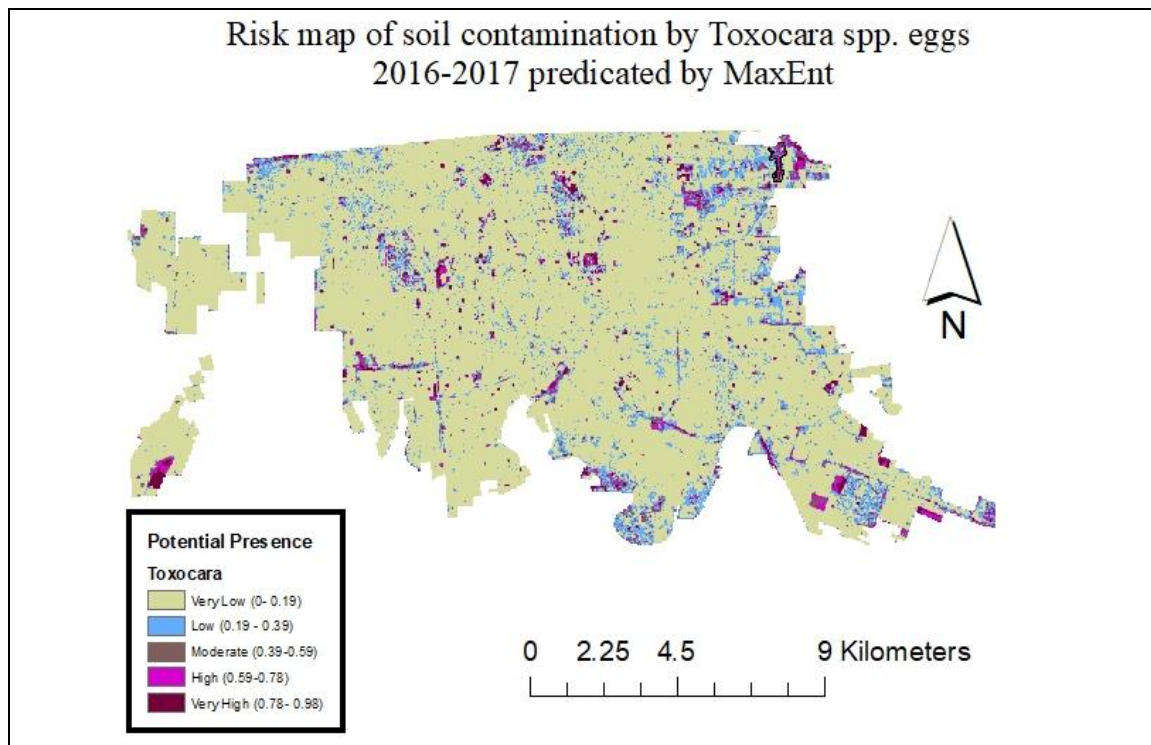 Risk map of soil contamination by Toxocara spp. eggs
2016-2017 predicated by MaxEnt
N
Potential Presence
Toxocara
Very Low (0- 0.19)
Low (0.19 - 0.39)
Moderate (0.39-0.59)
High (0.59-0.78)
Very High (0.78- 0.98)
0 2.25 4.5 9 Kilometers